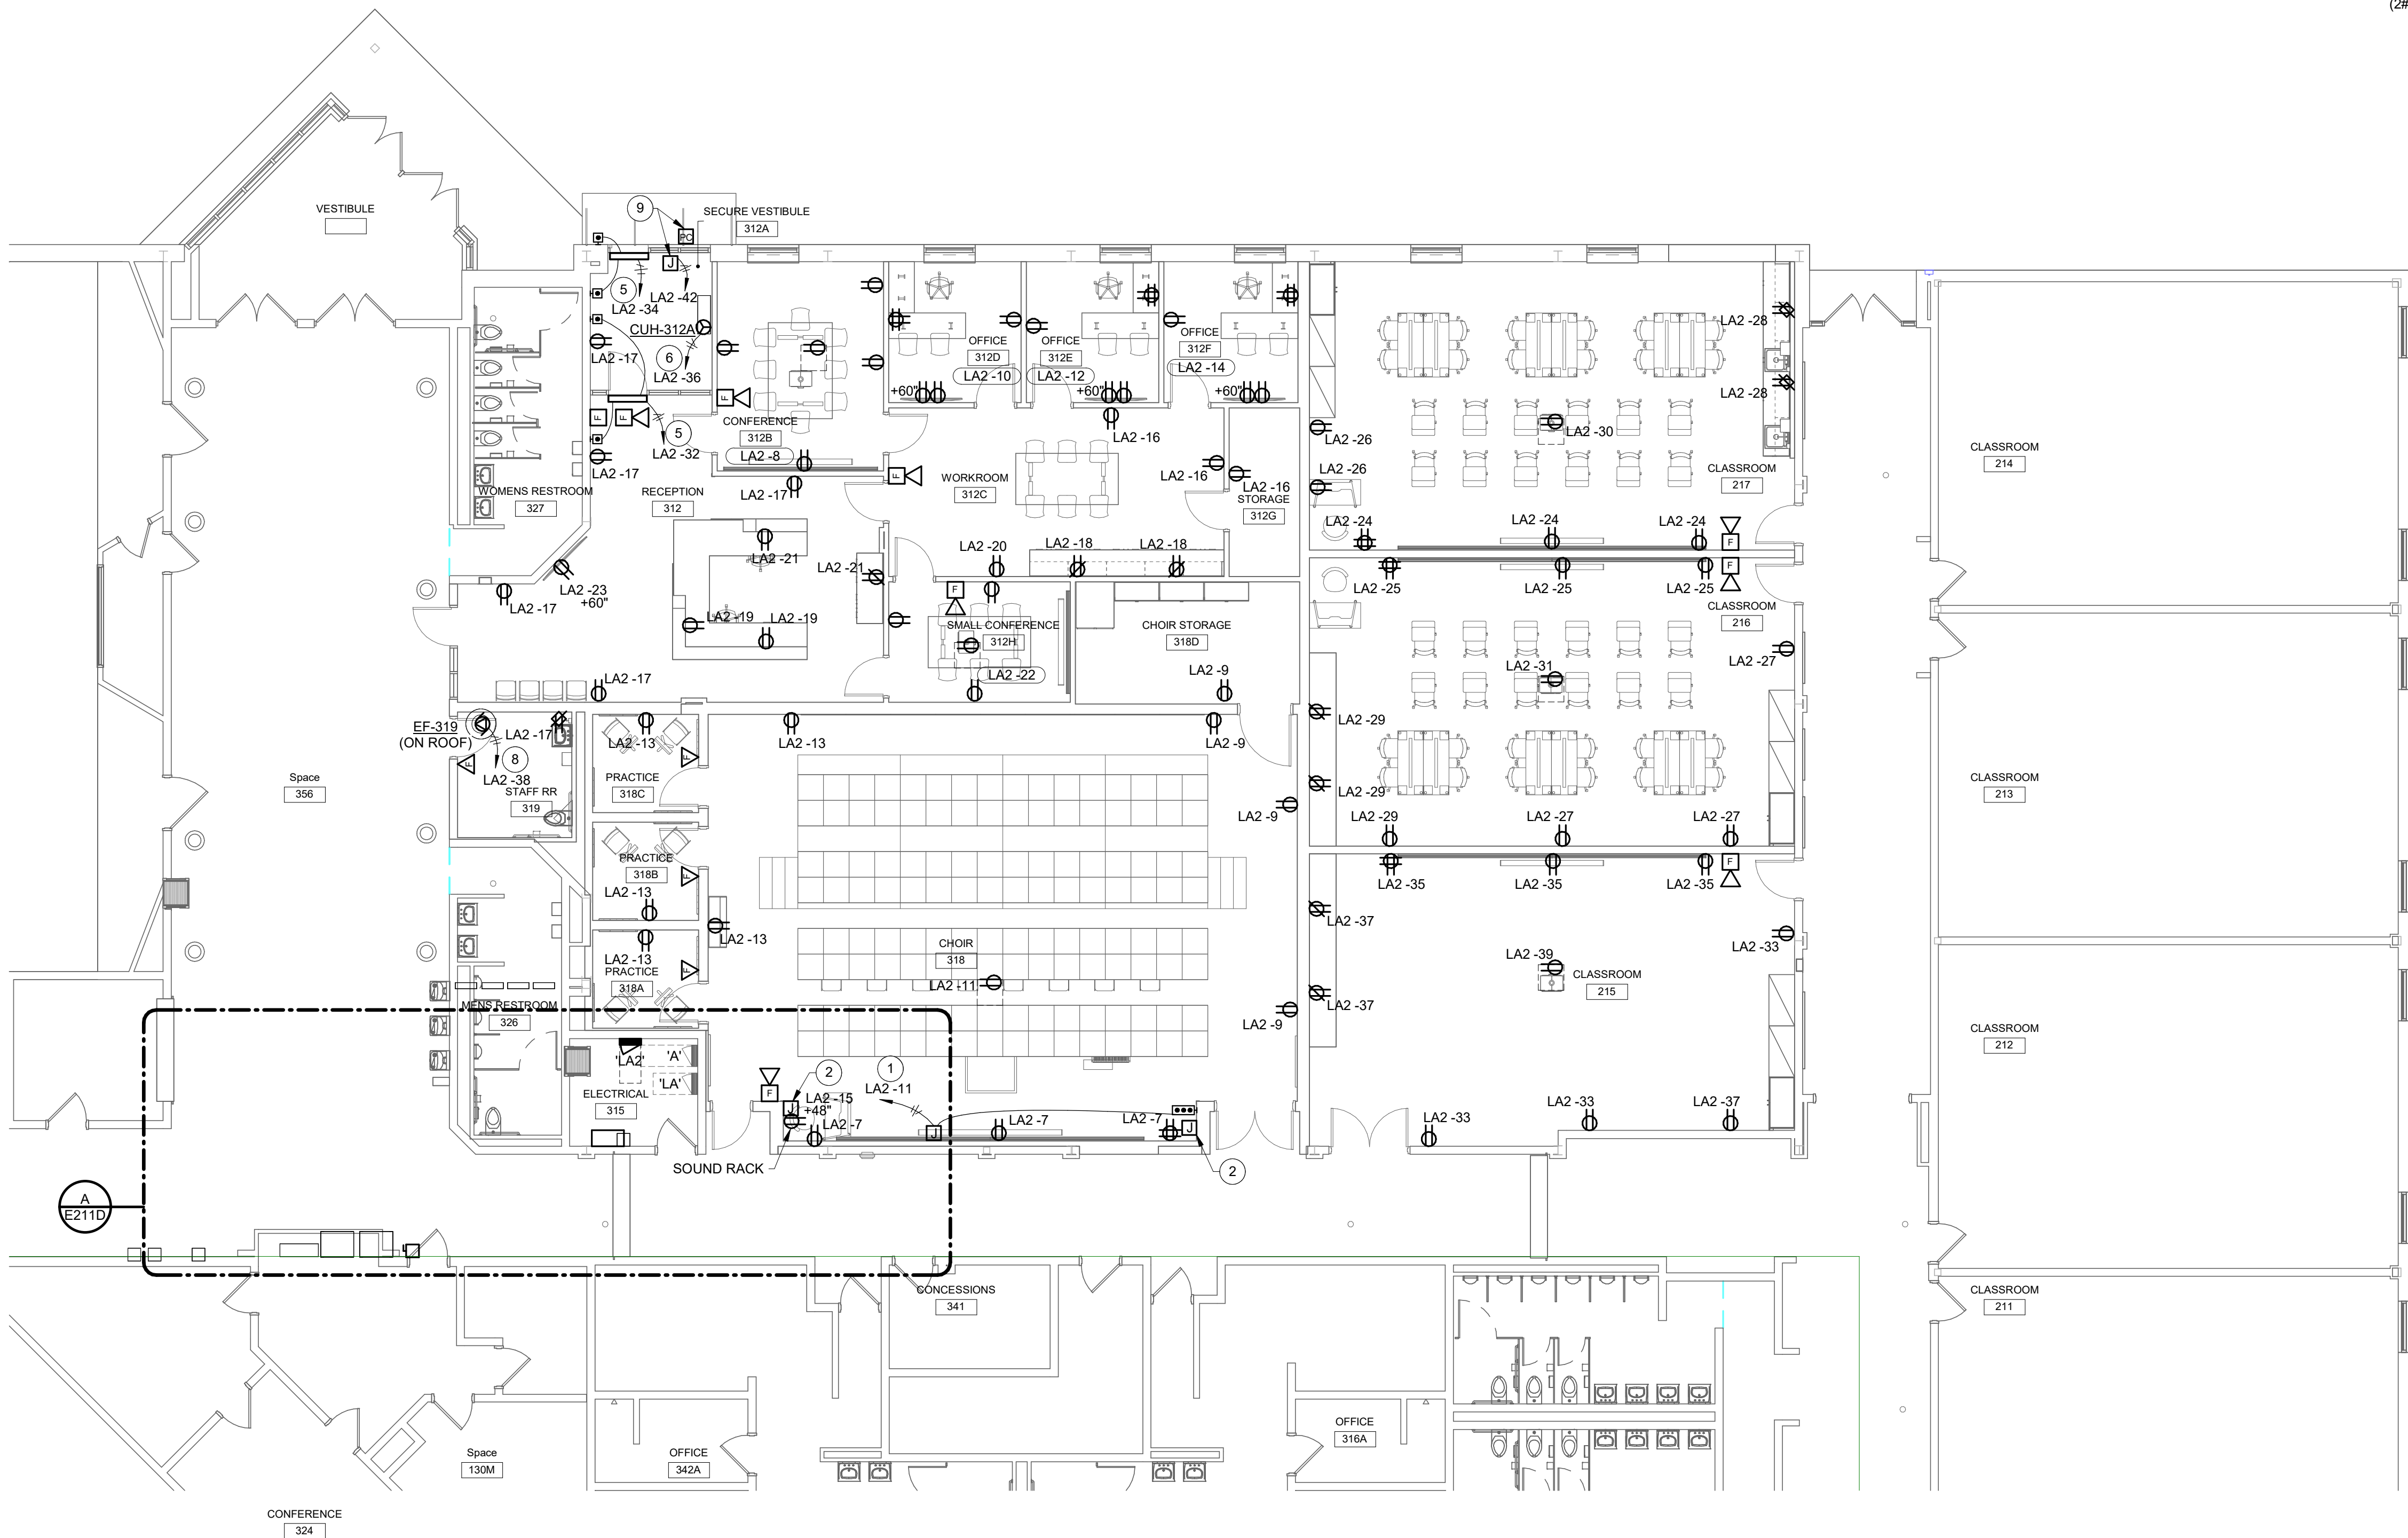 (2#
VESTIBULE
9
SECURE VESTIBULE
312A
PC
J
5
LA2 -34
LA2 -42
CUH-312A
LA2 -17
6
LA2 -36
F
F
5
LA2 -32
LA2 -17
F
CONFERENCE
312B
LA2 -8
LA2 -17
OFFICE
312D
LA2 -10
+60"
OFFICE
312E
LA2 -12
+60"
OFFICE
312F
LA2 -14
+60"
LA2 -16
F
WORKROOM
312C
LA2 -16
LA2 -16
STORAGE
312G
LA2 -28
LA2 -28
LA2 -26
LA2 -26
LA2 -30
CLASSROOM
217
CLASSROOM
214
WOMENS RESTROOM
327
RECEPTION
312
LA2 -24
LA2 -24
LA2 -24
F
LA2 -20
LA2 -18
LA2 -18
LA2 -21
LA2 -21
LA2 -23
+60"
LA2 -17
LA2 -19
LA2 -19
F
SMALL CONFERENCE
312H
LA2 -22
CHOIR STORAGE
318D
LA2 -9
LA2 -25
LA2 -25
LA2 -25
F
CLASSROOM
216
LA2 -27
LA2 -31
LA2 -17
EF-319
(ON ROOF)
LA2 -17
8
LA2 -38
F
STAFF RR
319
LA2 -13
F
PRACTICE
318C
LA2 -13
LA2 -9
LA2 -29
LA2 -29
LA2 -29
LA2 -27
LA2 -27
Space
356
CLASSROOM
213
LA2 -9
PRACTICE
318B
F
LA2 -13
LA2 -13
LA2 -13
PRACTICE
318A
F
CHOIR
318
LA2 -11
LA2 -9
LA2 -35
LA2 -35
LA2 -35
F
LA2 -37
LA2 -33
LA2 -39
CLASSROOM
215
LA2 -37
MENS RESTROOM
326
CLASSROOM
212
'LA2'
'A'
'LA'
ELECTRICAL
315
F
2
1
LA2 -11
J
LA2 -15
+48"
LA2 -7
J
LA2 -7
LA2 -7
J
2
SOUND RACK
LA2 -33
LA2 -33
LA2 -37
A
E211D
CONCESSIONS
341
CLASSROOM
211
Space
130M
OFFICE
342A
OFFICE
316A
CONFERENCE
324